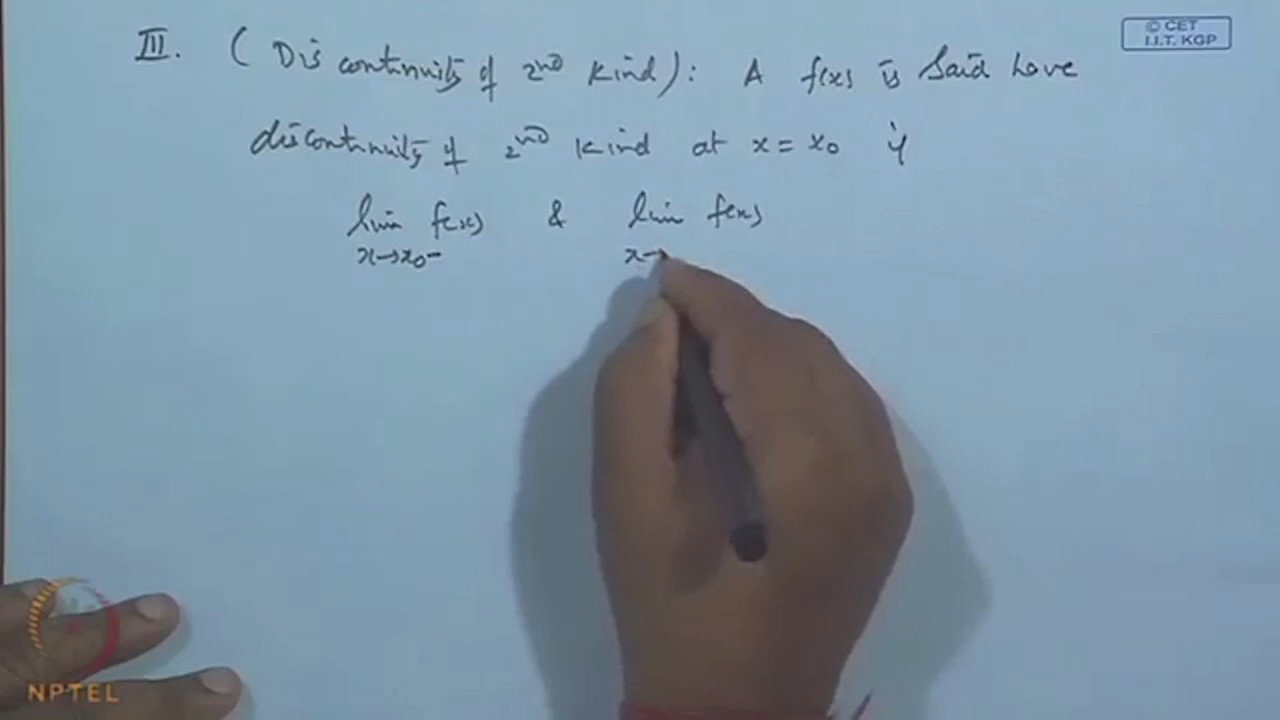 © CET
I.I.T. KGP
III. (Discontinuity of 2nd Kind): A f(x) is Said have
discontinuity of 2nd Kind at x = x₀ if
lim f(x) & lim f(x)
x→x₀− x→
NPTEL